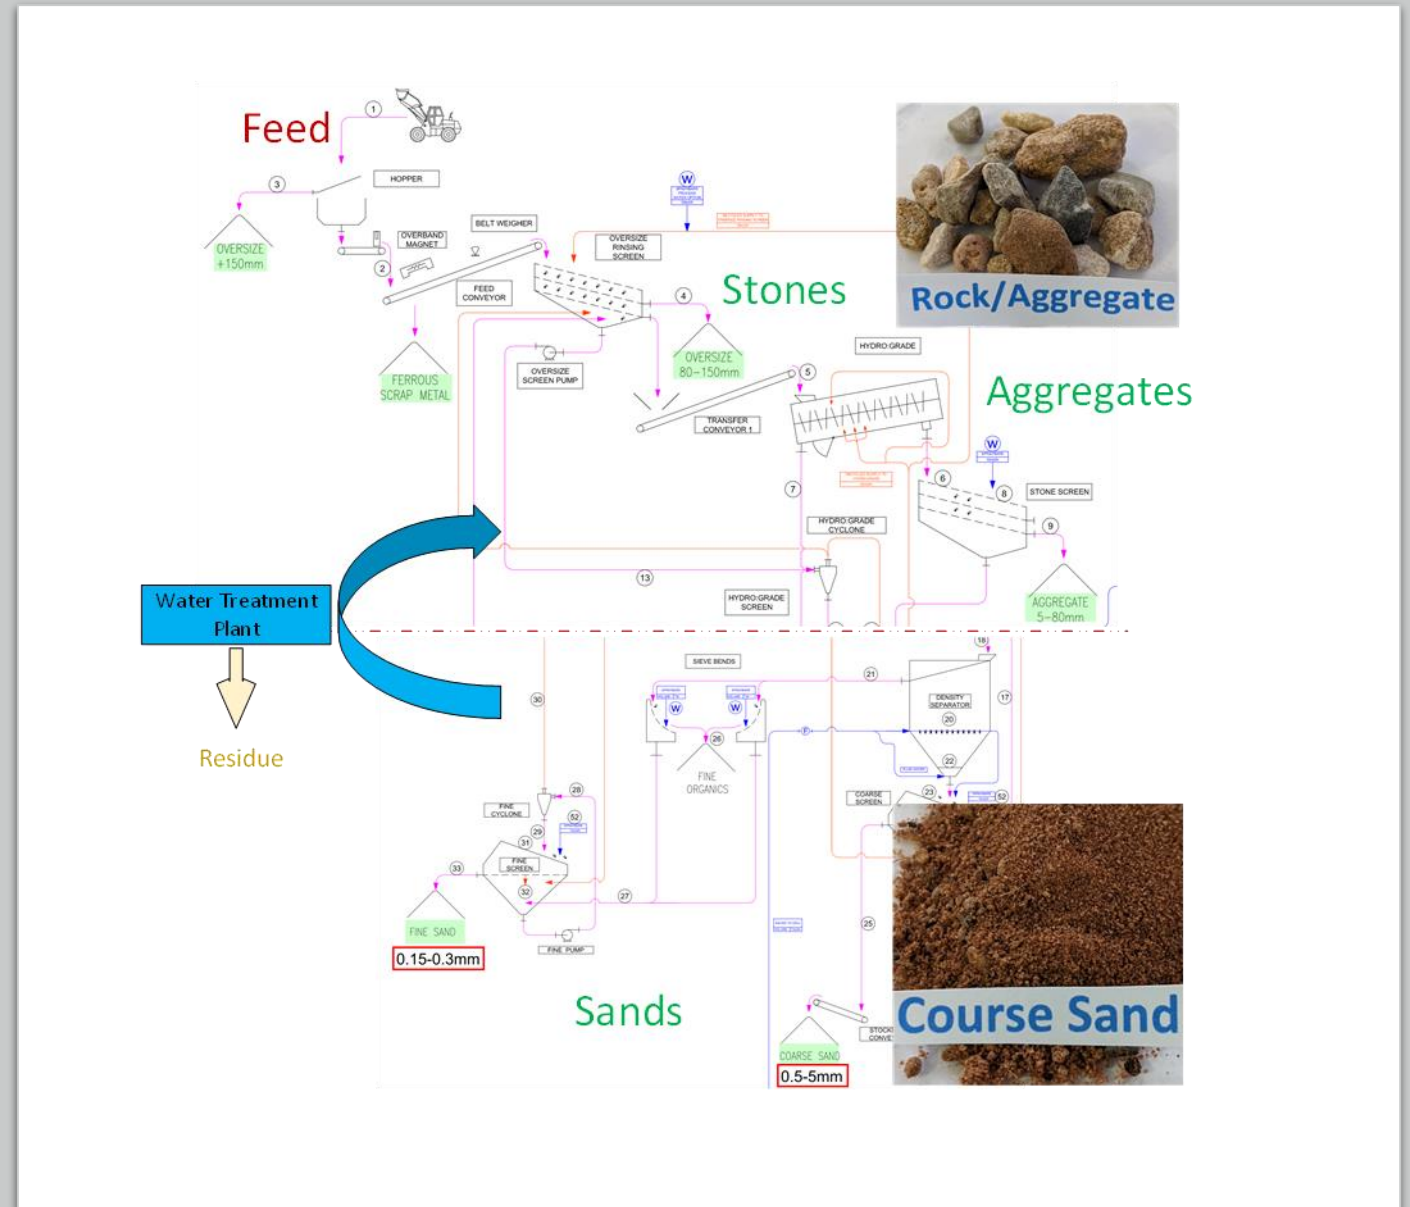 1
Feed
3
HOPPER
W
BELT WEIGHER
OVERSIZE
+150mm
OVERBAND
MAGNET
2
OVERSIZE
RINSING
SCREEN
FEED
CONVEYOR
4
Stones
Rock/Aggregate
HYDRO:GRADE
OVERSIZE
80-150mm
OVERSIZE
SCREEN PUMP
5
FERROUS
SCRAP METAL
Aggregates
TRANSFER
CONVEYOR 1
W
6
7
8
STONE SCREEN
9
HYDRO:GRADE
CYCLONE
13
HYDRO:GRADE
SCREEN
Water Treatment
Plant
AGGREGATE
5-80mm
18
SIEVE BENDS
21
30
W
W
DENSITY
SEPARATOR
17
20
26
Residue
F
22
FINE
ORGANICS
28
COARSE
SCREEN
23
52
FINE
CYCLONE
52
29
31
FINE
SCREEN
33
32
27
FINE SAND
25
0.15-0.3mm
FINE PUMP
Sands
Course Sand
STOCK
CONVE
COARSE SAND
0.5-5mm